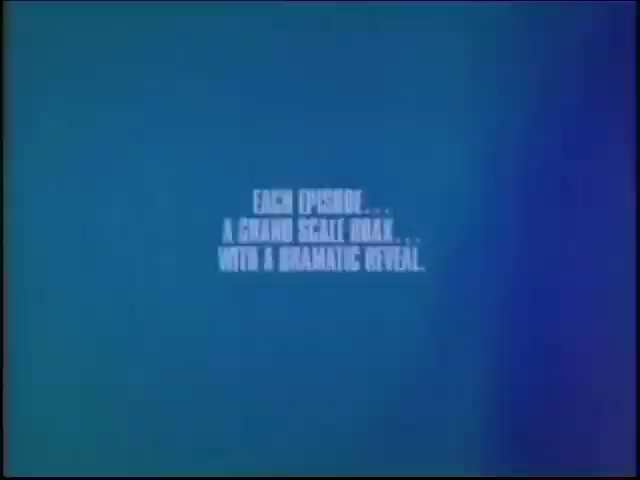 EACH EPISODE...
A GRAND SCALE HOAX...
WITH A DRAMATIC REVEAL.